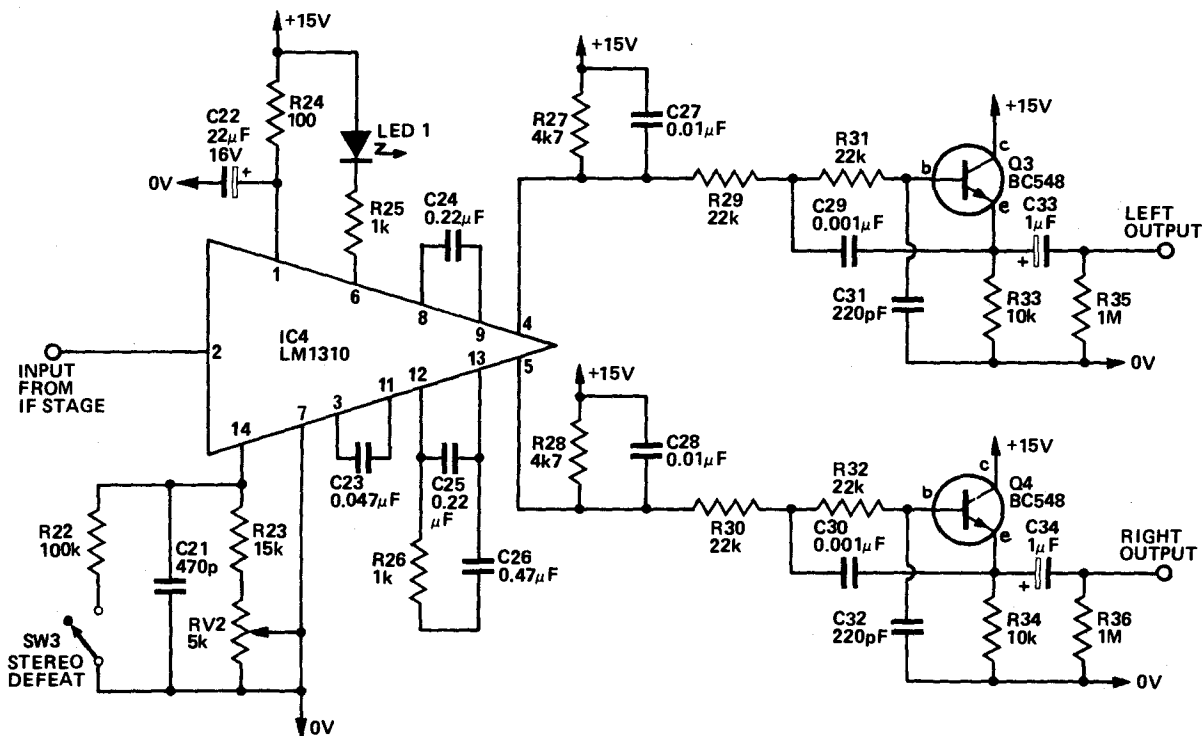 +15V
R24
100
C22
22µF
16V
+
0V
LED 1
R25
1k
C24
0.22µF
1
6
8
9
4
2
IC4
LM1310
INPUT
FROM
IF STAGE
14
7
3
11
12
13
5
C23
0.047µF
C25
0.22
µF
R22
100k
C21
470p
R23
15k
R26
1k
C26
0.47µF
RV2
5k
SW3
STEREO
DEFEAT
0V
+15V
R27
4k7
C27
0.01µF
R29
22k
R31
22k
C29
0.001µF
C31
220pF
+15V
b
c
e
Q3
BC548
C33
1µF
+
LEFT
OUTPUT
R33
10k
R35
1M
0V
+15V
R28
4k7
C28
0.01µF
R30
22k
R32
22k
C30
0.001µF
C32
220pF
+15V
b
c
e
Q4
BC548
C34
1µF
+
RIGHT
OUTPUT
R34
10k
R36
1M
0V